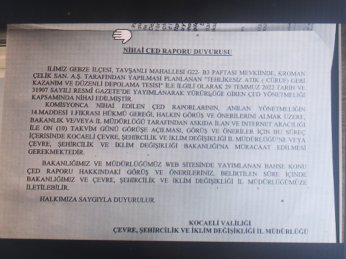 NİHAİ ÇED RAPORU DUYURUSU
İLİMİZ GEBZE İLÇESİ, TAVŞANLI MAHALLESİ G22- B3 PAFTASI MEVKİİNDE, KROMAN
ÇELİK SAN. A.Ş. TARAFINDAN YAPILMASI PLANLANAN "TEHLİKESİZ ATIK ( CÜRUF) GERİ
KAZANIM VE DÜZENLİ DEPOLAMA TESİSİ" İLE İLGİLİ OLARAK 29 TEMMUZ 2022 TARİH VE
31907 SAYILI RESMİ GAZETE'DE YAYIMLANARAK YÜRÜRLÜĞE GİREN ÇED YÖNETMELİĞİ
KAPSAMINDA NİHAİ EDİLMİŞTİR.
KOMİSYONCA NİHAİ EDİLEN ÇED RAPORLARININ, ANILAN YÖNETMELİĞİN
14.MADDESİ 1.FIKRASI HÜKMÜ GEREĞİ, HALKIN GÖRÜŞ VE ÖNERİLERİNİ ALMAK ÜZERE,
BAKANLIK VE/VEYA İL MÜDÜRLÜĞÜ TARAFINDAN ASKIDA İLAN VE İNTERNET ARACILIĞI
İLE ON (10) TAKVİM GÜNÜ GÖRÜŞE AÇILMASI, GÖRÜŞ VE ÖNERİLER İÇİN BU SÜREÇ
İÇERİSİNDE KOCAELİ ÇEVRE, ŞEHİRCİLİK VE İKLİM DEĞİŞİKLİĞİ İL MÜDÜRLÜĞÜ'NE VEYA
ÇEVRE, ŞEHİRCİLİK VE İKLİM DEĞİŞİKLİĞİ BAKANLIĞI'NA MÜRACAAT EDİLMESİ
GEREKMEKTEDİR.
BAKANLIĞIMIZ VE MÜDÜRLÜĞÜMÜZ WEB SİTESİNDE YAYIMLANAN BAHSE KONU
ÇED RAPORU HAKKINDAKİ GÖRÜŞ VE ÖNERİLERİNİZ, BELİRTİLEN SÜRE İÇİNDE
BAKANLIĞIMIZ VE ÇEVRE, ŞEHİRCİLİK VE İKLİM DEĞİŞİKLİĞİ İL MÜDÜRLÜĞÜMÜZE
İLETİLEBİLİR.
HALKIMIZA SAYGIYLA DUYURULUR.
KOCAELİ VALİLİĞİ
ÇEVRE, ŞEHİRCİLİK VE İKLİM DEĞİŞİKLİĞİ İL MÜDÜRLÜĞÜ